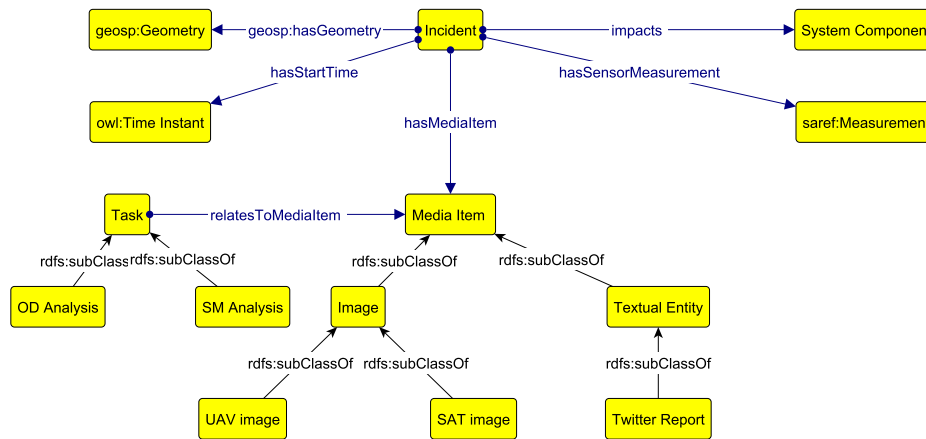 geosp:Geometry
geosp:hasGeometry
Incident
impacts
System Componen
hasStartTime
hasSensorMeasurement
owl:Time Instant
hasMediaItem
saref:Measuremen
Task
relatesToMediaItem
Media Item
rdfs:subClass
rdfs:subClassOf
rdfs:subClassOf
rdfs:subClassOf
OD Analysis
SM Analysis
Image
Textual Entity
rdfs:subClassOf
rdfs:subClassOf
rdfs:subClassOf
UAV image
SAT image
Twitter Report